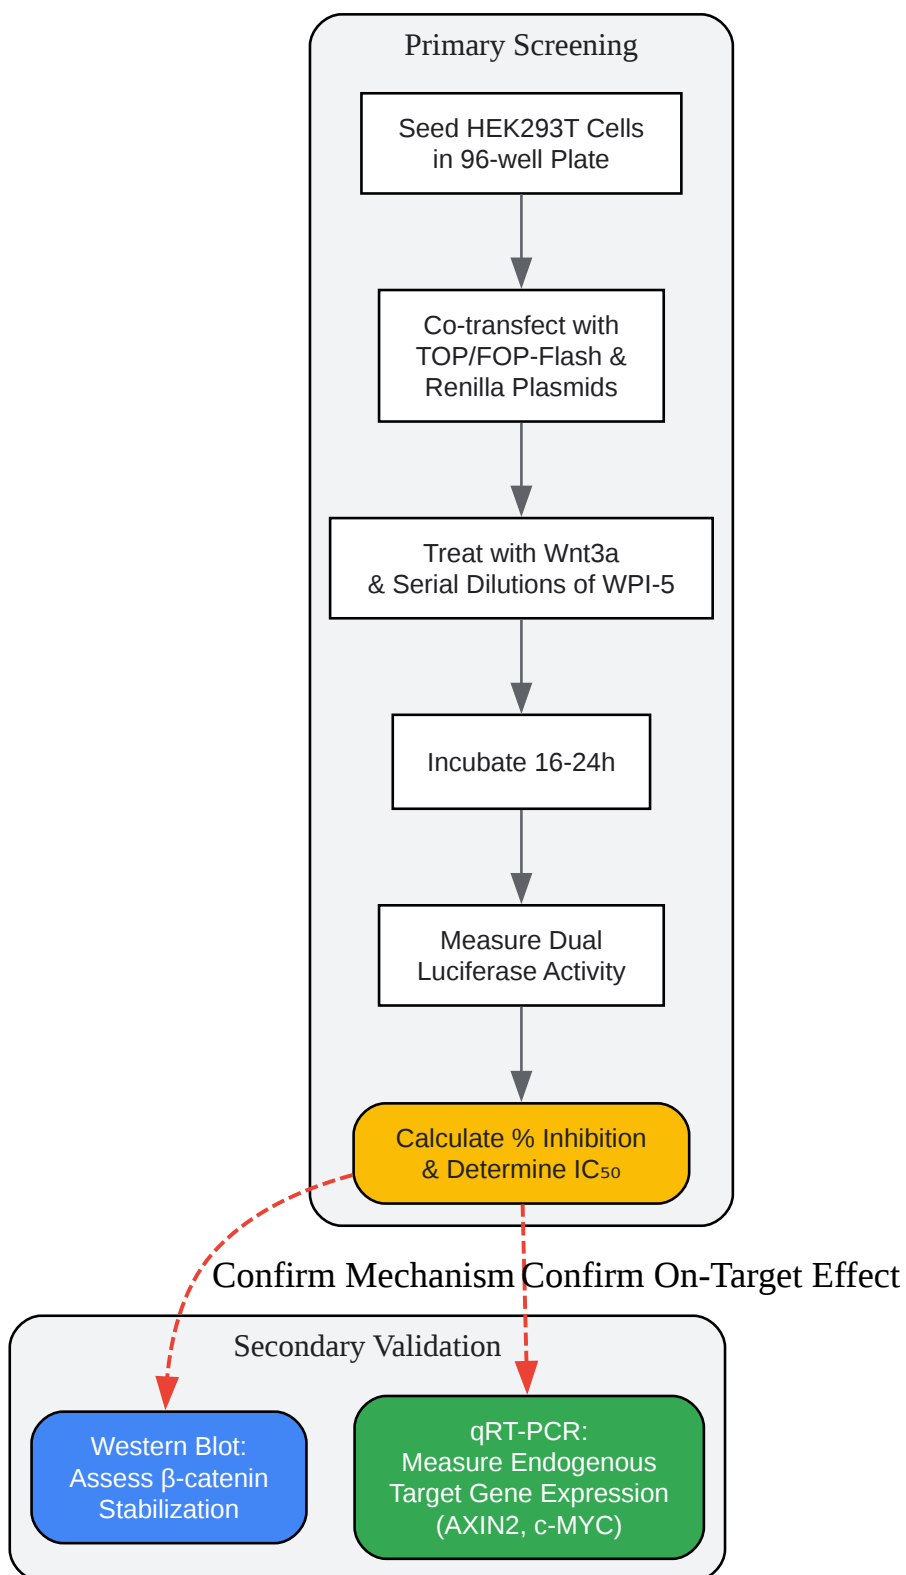 Primary Screening
Seed HEK293T Cells
in 96-well Plate
Co-transfect with
TOP/FOP-Flash &
Renilla Plasmids
Treat with Wnt3a
& Serial Dilutions of WPI-5
Incubate 16-24h
Measure Dual
Luciferase Activity
Calculate % Inhibition
& Determine IC₅₀
Confirm Mechanism
Confirm On-Target Effect
Secondary Validation
Western Blot:
Assess β-catenin
Stabilization
qRT-PCR:
Measure Endogenous
Target Gene Expression
(AXIN2, c-MYC)